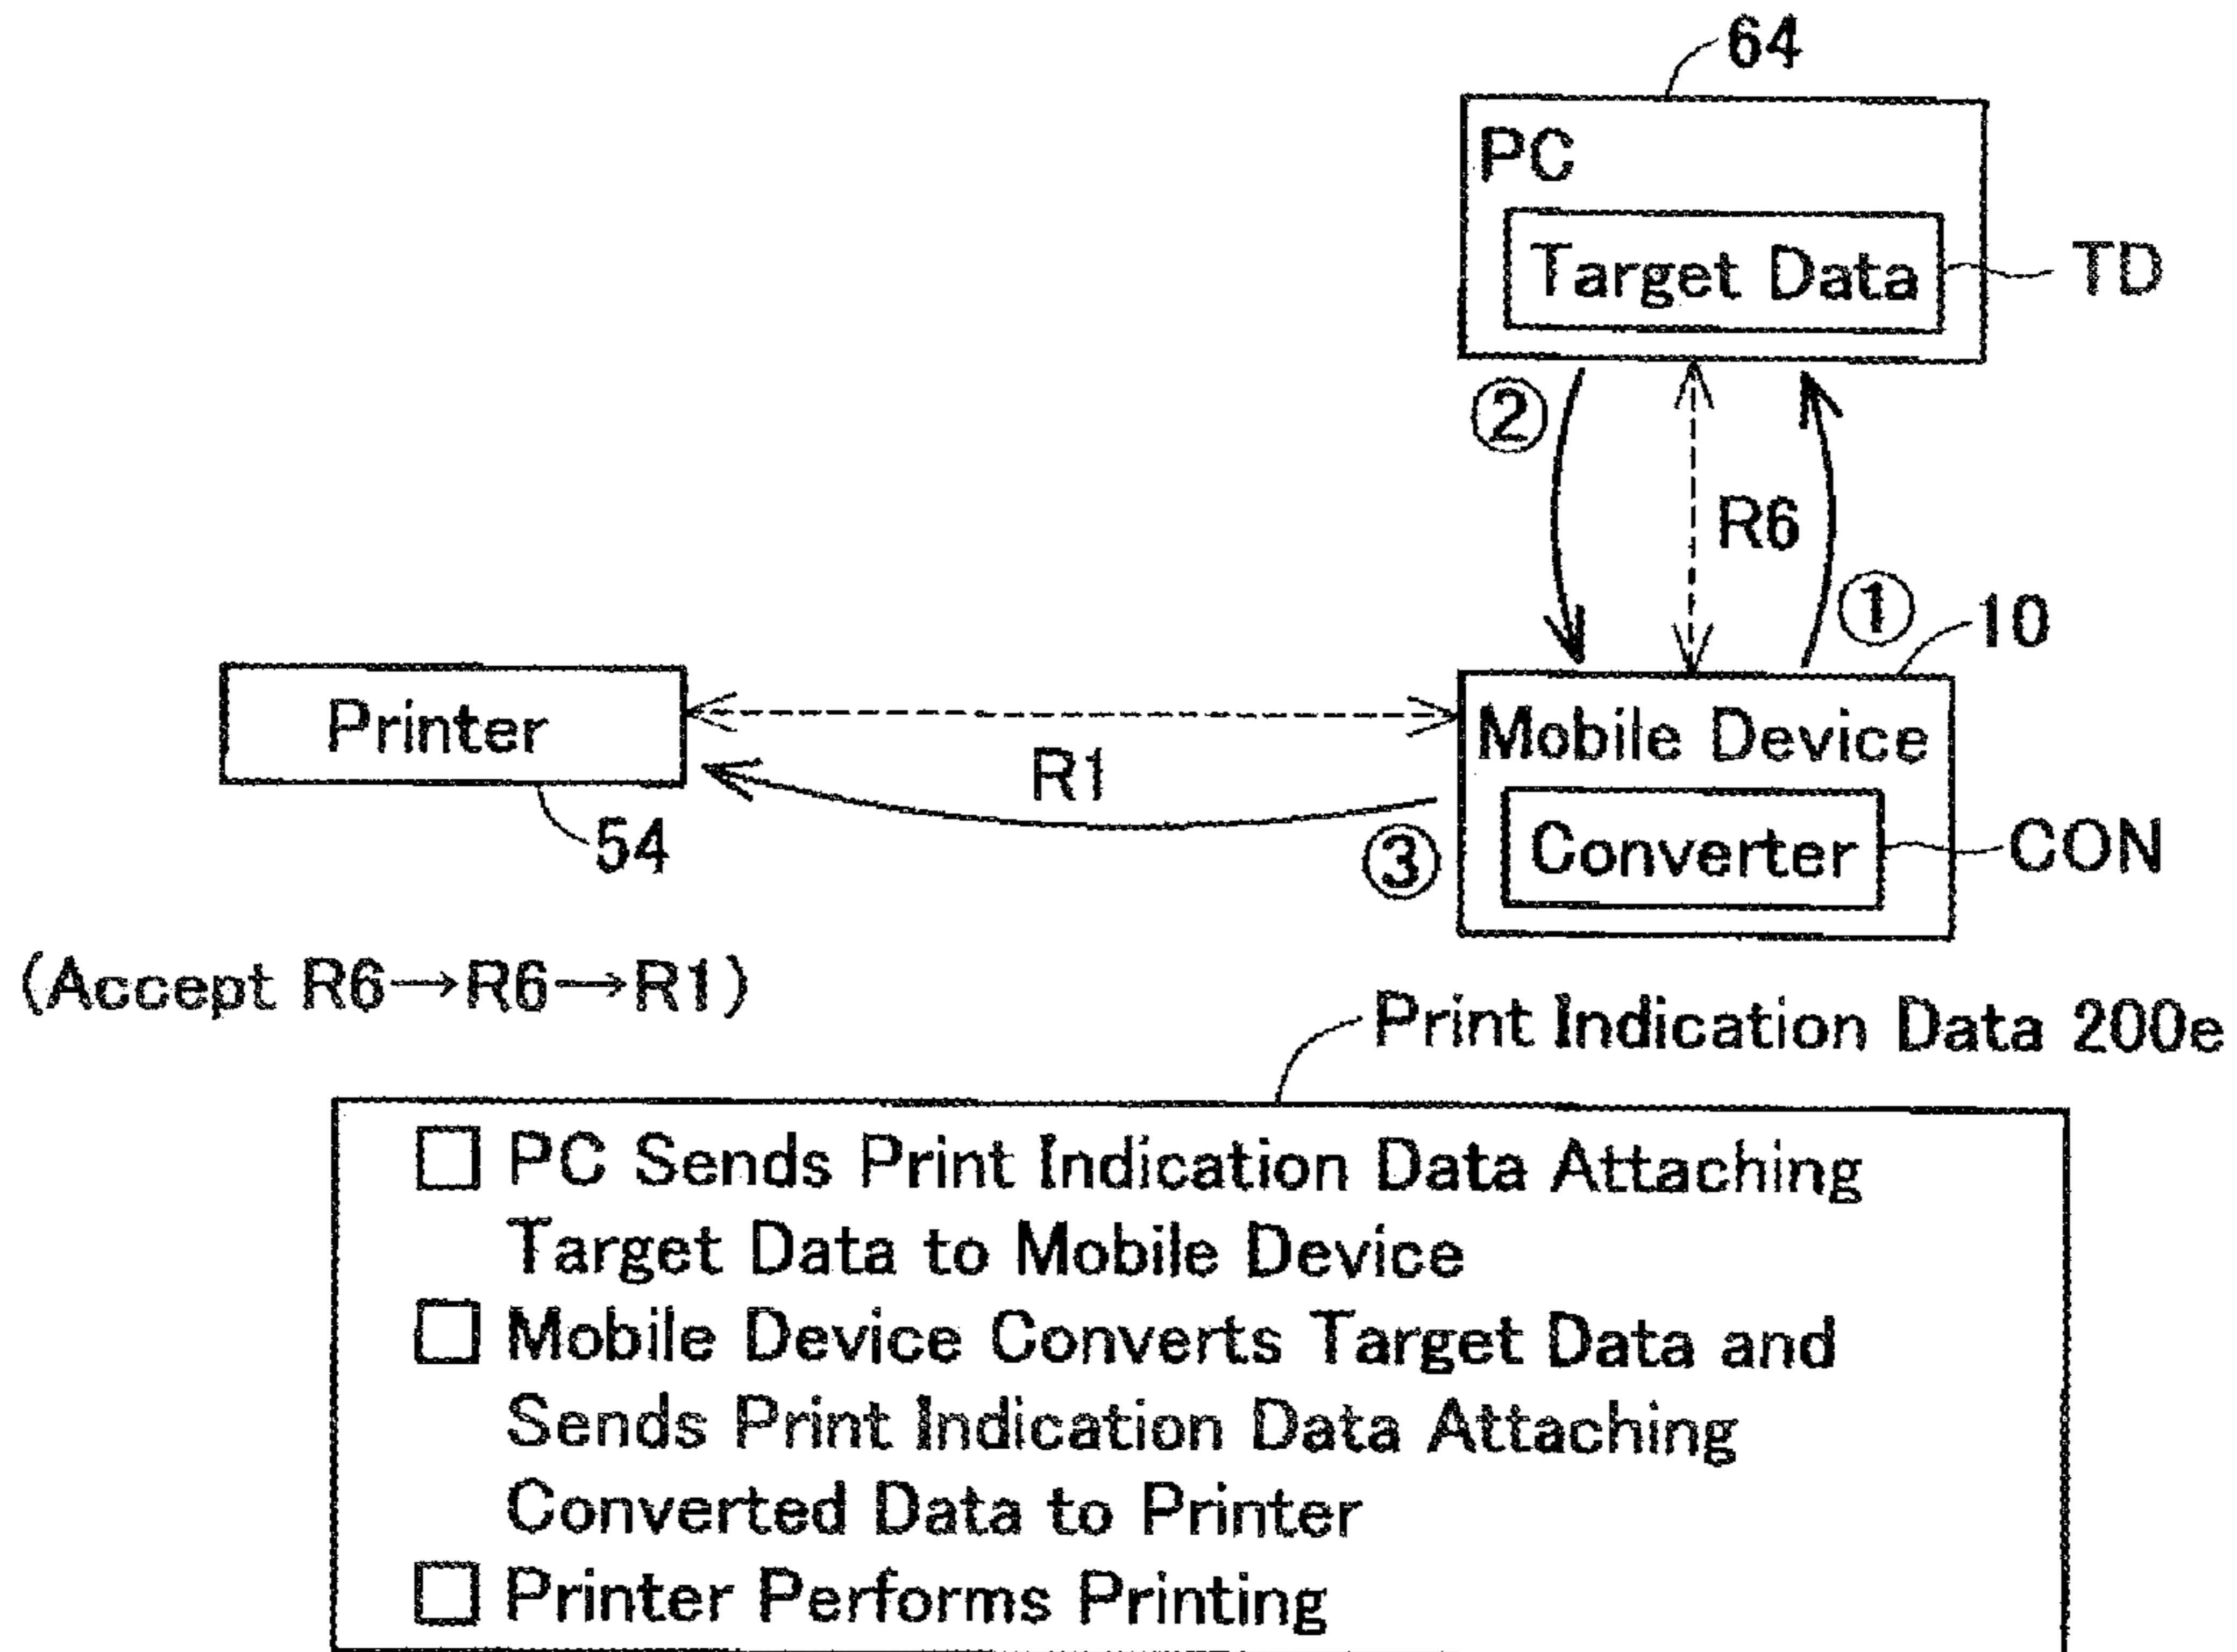 64
PC
Target Data
TD
②
R6
①
10
Printer
Mobile Device
R1
54
③
Converter
CON
(Accept R6→R6→R1)
Print Indication Data 200e
□ PC Sends Print Indication Data Attaching
Target Data to Mobile Device
□ Mobile Device Converts Target Data and
Sends Print Indication Data Attaching
Converted Data to Printer
□ Printer Performs Printing